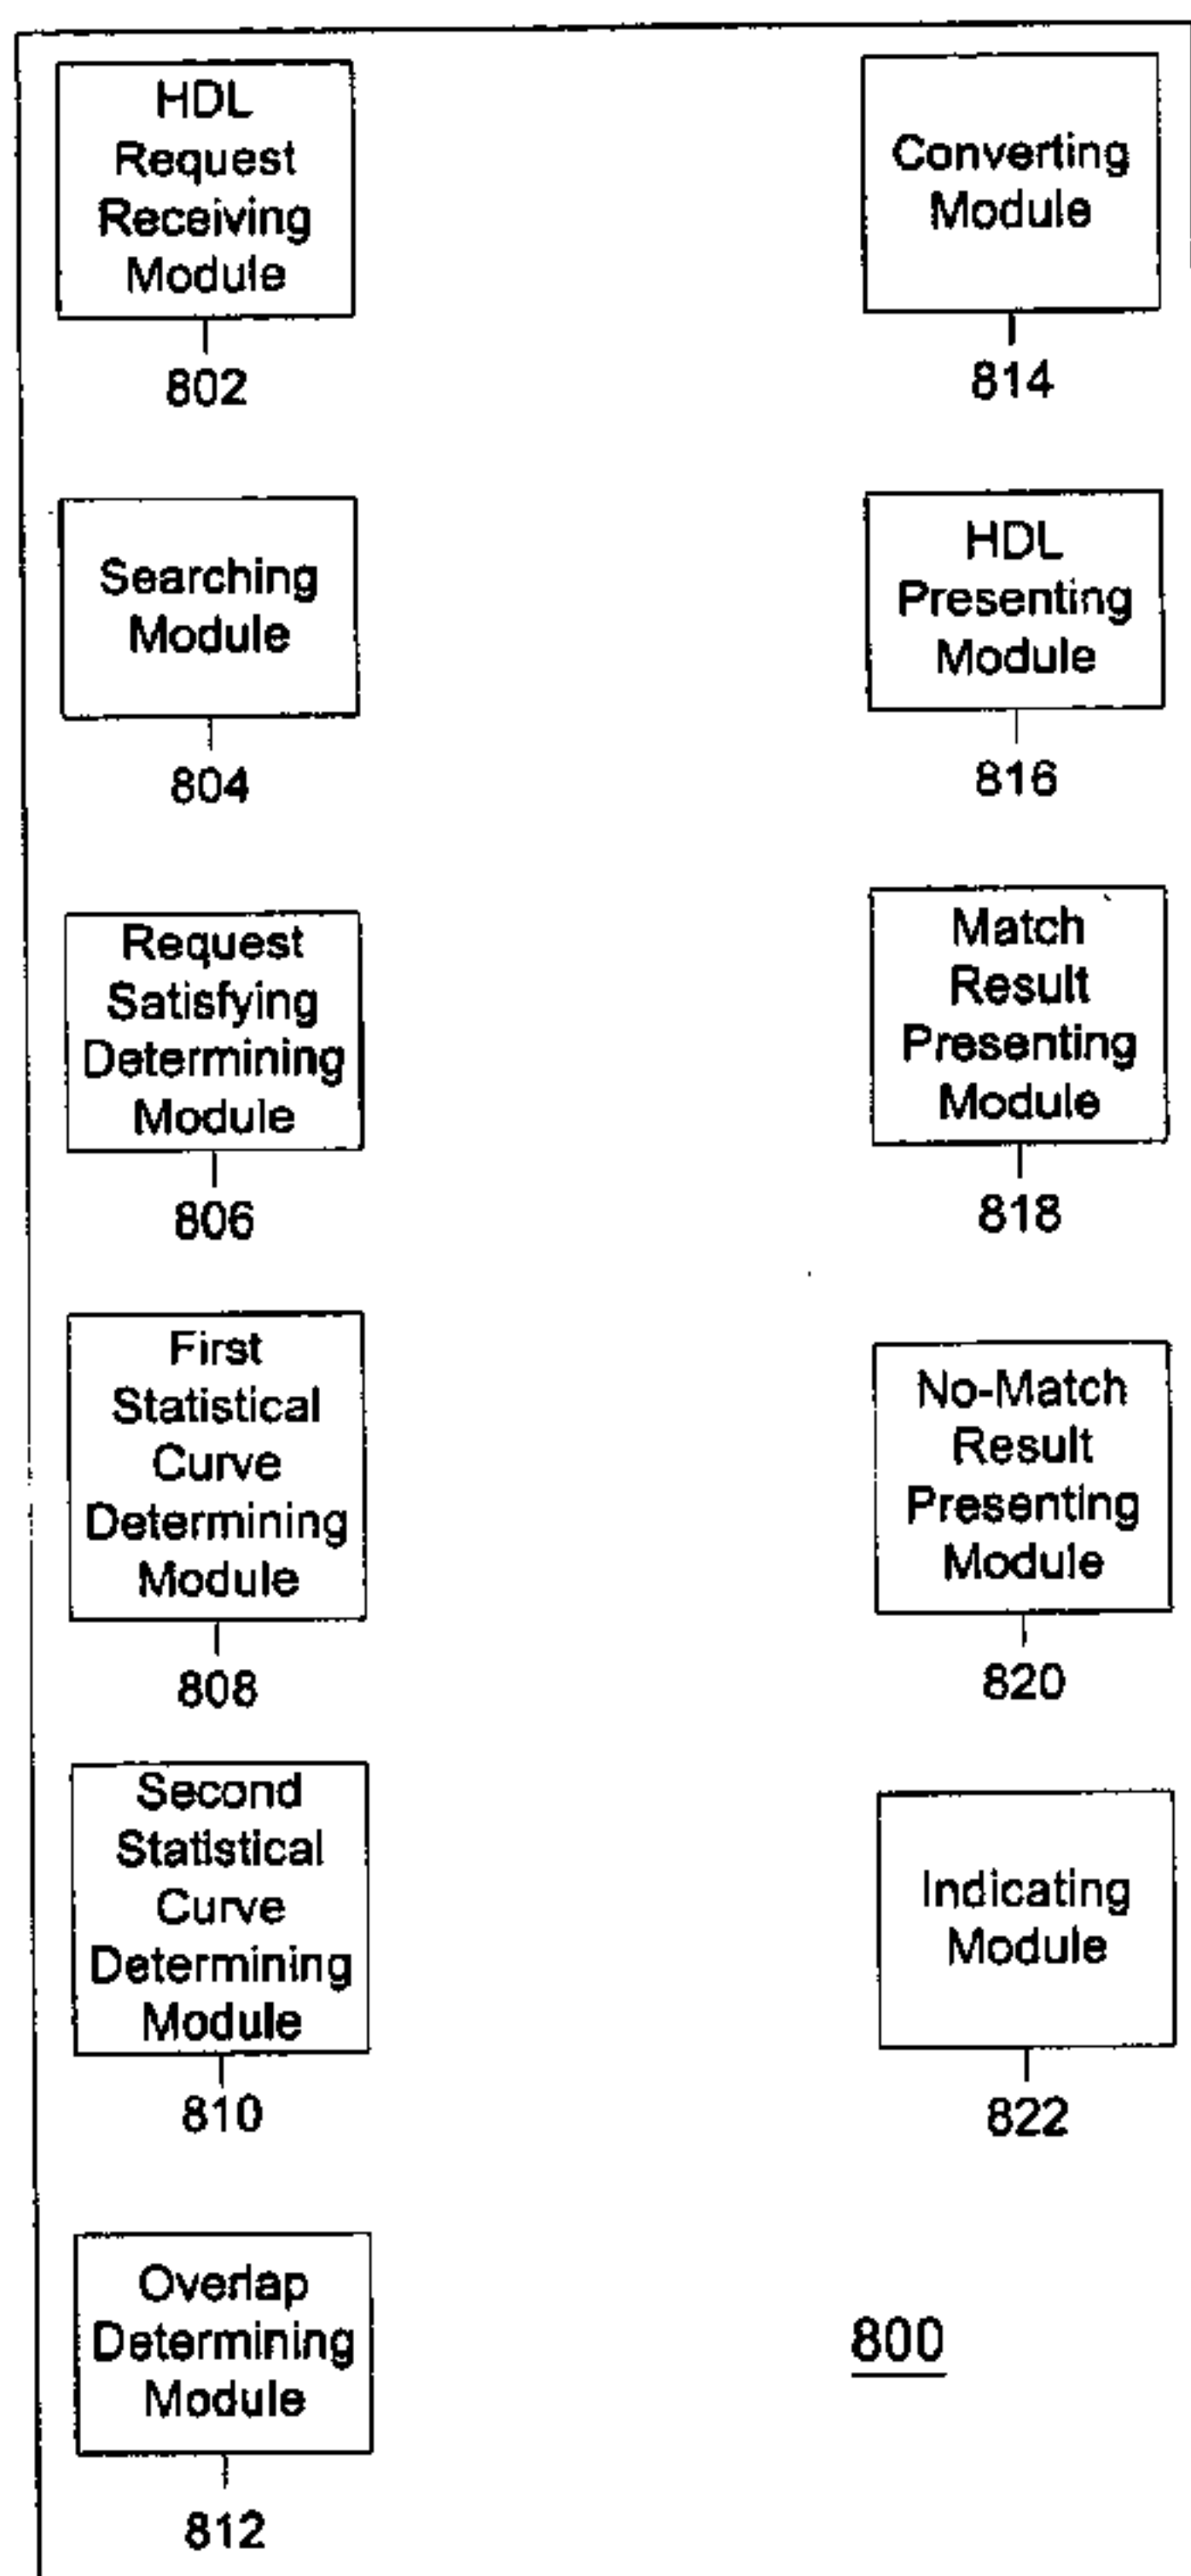 HDL
Request
Receiving
Module
802
Searching
Module
804
Request
Satisfying
Determining
Module
806
First
Statistical
Curve
Determining
Module
808
Second
Statistical
Curve
Determining
Module
810
Overlap
Determining
Module
812
Converting
Module
814
HDL
Presenting
Module
816
Match
Result
Presenting
Module
818
No-Match
Result
Presenting
Module
820
Indicating
Module
822
800